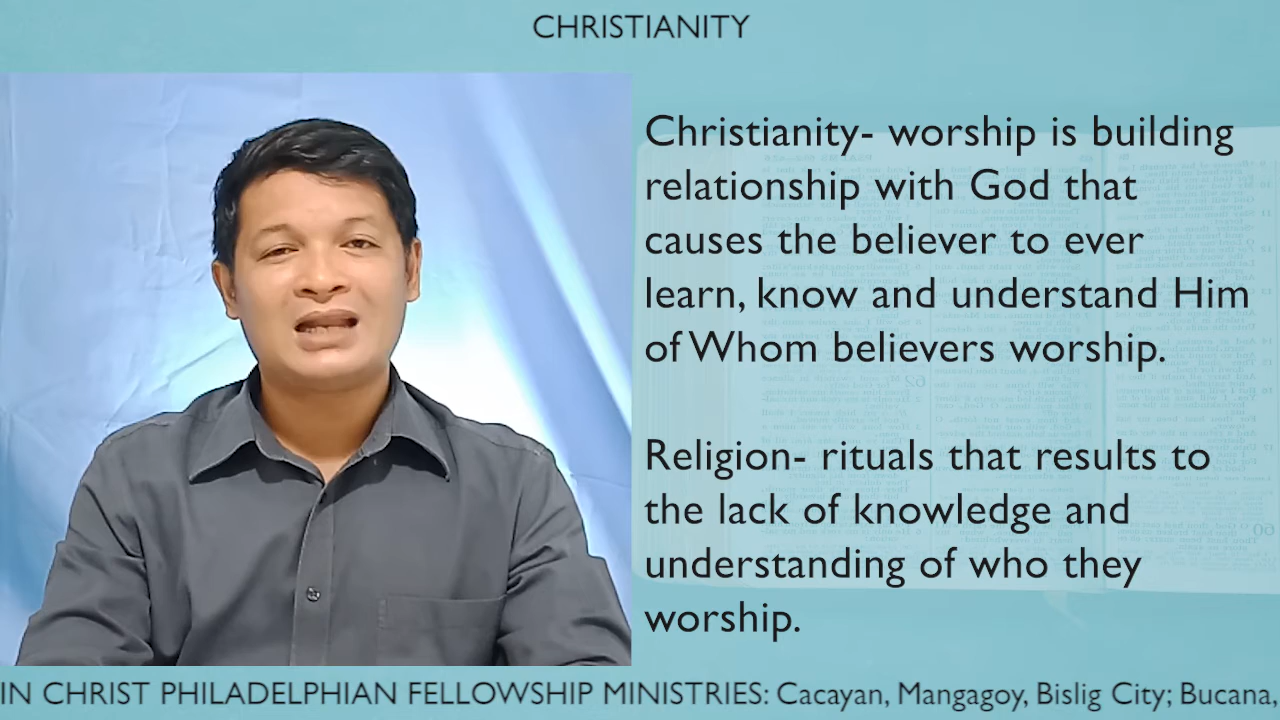 CHRISTIANITY
Christianity- worship is building
relationship with God that
causes the believer to ever
learn, know and understand Him
of Whom believers worship.
Religion- rituals that results to
the lack of knowledge and
understanding of who they
worship.
IN CHRIST PHILADELPHIAN FELLOWSHIP MINISTRIES: Cacayan, Mangagoy, Bislig City; Bucana,